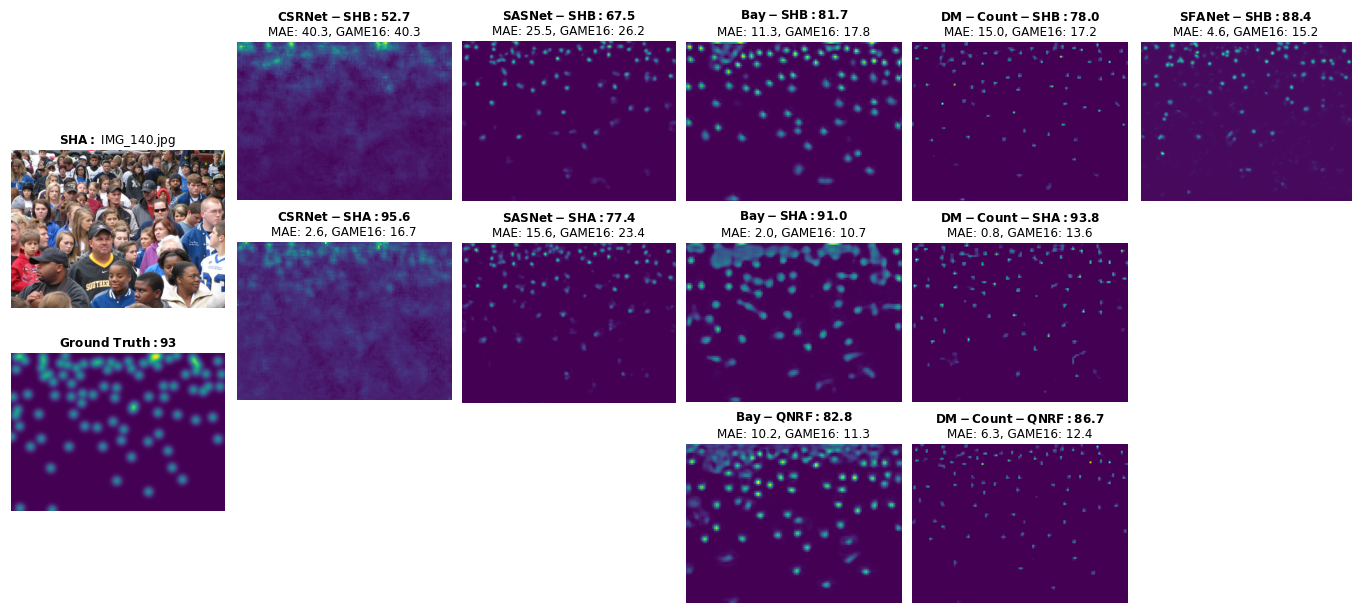 CSRNet−SHB: 52.7
MAE: 40.3, GAME16: 40.3
SASNet−SHB: 67.5
MAE: 25.5, GAME16: 26.2
Bay−SHB: 81.7
MAE: 11.3, GAME16: 17.8
DM−Count−SHB: 78.0
MAE: 15.0, GAME16: 17.2
SFANet−SHB: 88.4
MAE: 4.6, GAME16: 15.2
SHA: IMG_140.jpg
SOUTHER
CSRNet−SHA: 95.6
MAE: 2.6, GAME16: 16.7
SASNet−SHA: 77.4
MAE: 15.6, GAME16: 23.4
Bay−SHA: 91.0
MAE: 2.0, GAME16: 10.7
DM−Count−SHA: 93.8
MAE: 0.8, GAME16: 13.6
Ground Truth: 93
Bay−QNRF: 82.8
MAE: 10.2, GAME16: 11.3
DM−Count−QNRF: 86.7
MAE: 6.3, GAME16: 12.4